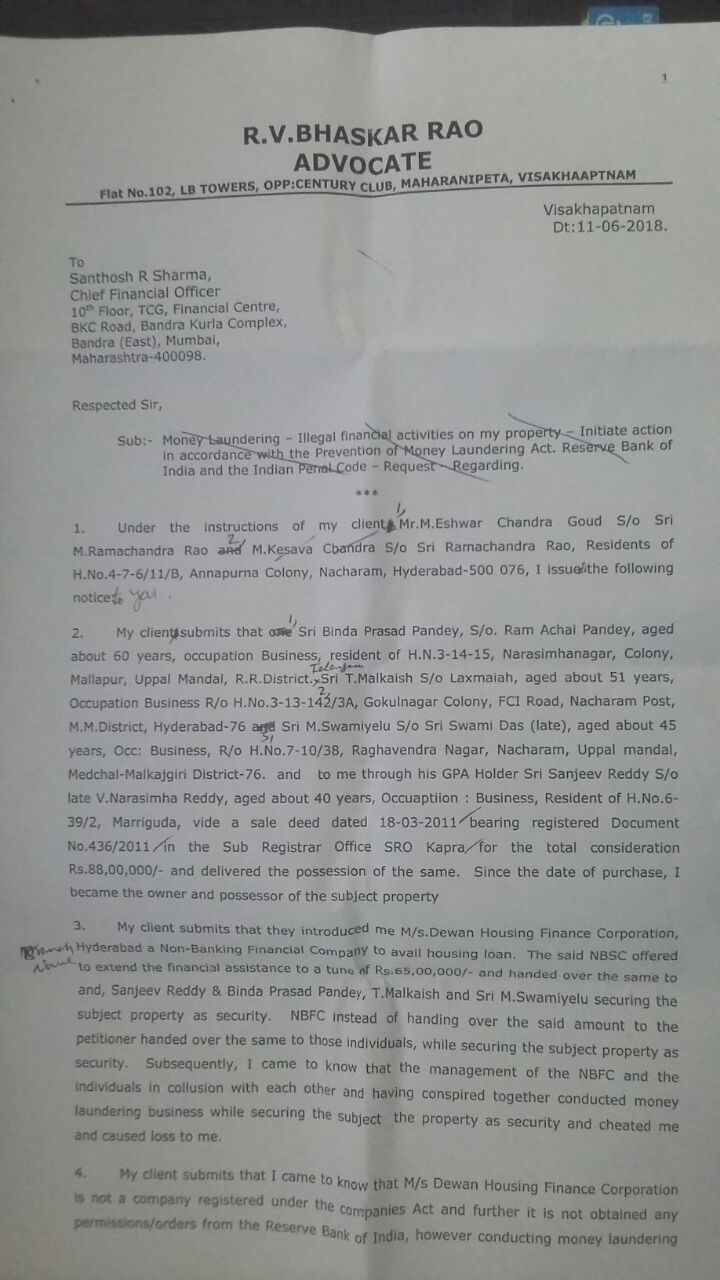 1
R.V.BHASKAR RAO
ADVOCATE
Flat No.102, LB TOWERS, OPP:CENTURY CLUB, MAHARANIPETA, VISAKHAAPTNAM
Visakhapatnam
Dt:11-06-2018.
To
Santhosh R Sharma,
Chief Financial Officer
10th Floor, TCG, Financial Centre,
BKC Road, Bandra Kurla Complex,
Bandra (East), Mumbai,
Maharashtra-400098.
Respected Sir,
Sub:- Money Laundering – Illegal financial activities on my property – Initiate action
in accordance with the Prevention of Money Laundering Act. Reserve Bank of
India and the Indian Penal Code – Request – Regarding.
***
1. Under the instructions of my client 1, Mr.M.Eshwar Chandra Goud S/o Sri
M.Ramachandra Rao and 2, M.Kesava Chandra S/o Sri Ramachandra Rao, Residents of
H.No.4-7-6/11/B, Annapurna Colony, Nacharam, Hyderabad-500 076, I issue the following
notice to you.
2. My client submits that one 1, Sri Binda Prasad Pandey, S/o. Ram Achai Pandey, aged
about 60 years, occupation Business, resident of H.N.3-14-15, Narasimhanagar, Colony,
Mallapur, Uppal Mandal, R.R.District. Sri T.Malkaish S/o Laxmaiah, aged about 51 years,
Occupation Business R/o H.No.3-13-142/3A, Gokulnagar Colony, FCI Road, Nacharam Post,
M.M.District, Hyderabad-76 and Sri M.Swamiyelu S/o Sri Swami Das (late), aged about 45
years, Occ: Business, R/o H.No.7-10/38, Raghavendra Nagar, Nacharam, Uppal mandal,
Medchal-Malkajgiri District-76. and to me through his GPA Holder Sri Sanjeev Reddy S/o
late V.Narasimha Reddy, aged about 40 years, Occuaptiion : Business, Resident of H.No.6-
39/2, Marriguda, vide a sale deed dated 18-03-2011 bearing registered Document
No.436/2011 in the Sub Registrar Office SRO Kapra for the total consideration
Rs.88,00,000/- and delivered the possession of the same. Since the date of purchase, I
became the owner and possessor of the subject property
3. My client submits that they introduced me M/s.Dewan Housing Finance Corporation,
Branch Hyderabad a Non-Banking Financial Company to avail housing loan. The said NBSC offered
to extend the financial assistance to a tune of Rs.65,00,000/- and handed over the same to
and, Sanjeev Reddy & Binda Prasad Pandey, T.Malkaish and Sri M.Swamiyelu securing the
subject property as security. NBFC instead of handing over the said amount to the
petitioner handed over the same to those individuals, while securing the subject property as
security. Subsequently, I came to know that the management of the NBFC and the
individuals in collusion with each other and having conspired together conducted money
laundering business while securing the subject the property as security and cheated me
and caused loss to me.
4. My client submits that I came to know that M/s Dewan Housing Finance Corporation
is not a company registered under the companies Act and further it is not obtained any
permissions/orders from the Reserve Bank of India, however conducting money laundering